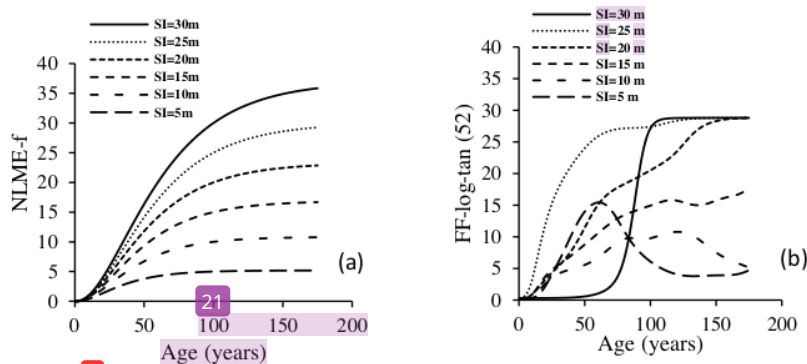 SI=30m
SI=25m
SI=20m
SI=15m
SI=10m
SI=5m
40
35
30
25
20
15
10
5
0
NLME-f
(a)
21
0 50 100 150 200
Age (years)
SI=30 m
SI=25 m
SI=20 m
SI=15 m
SI=10 m
SI=5 m
40
35
30
25
20
15
10
5
0
FF-log-tan (52)
(b)
0 50 100 150 200
Age (years)